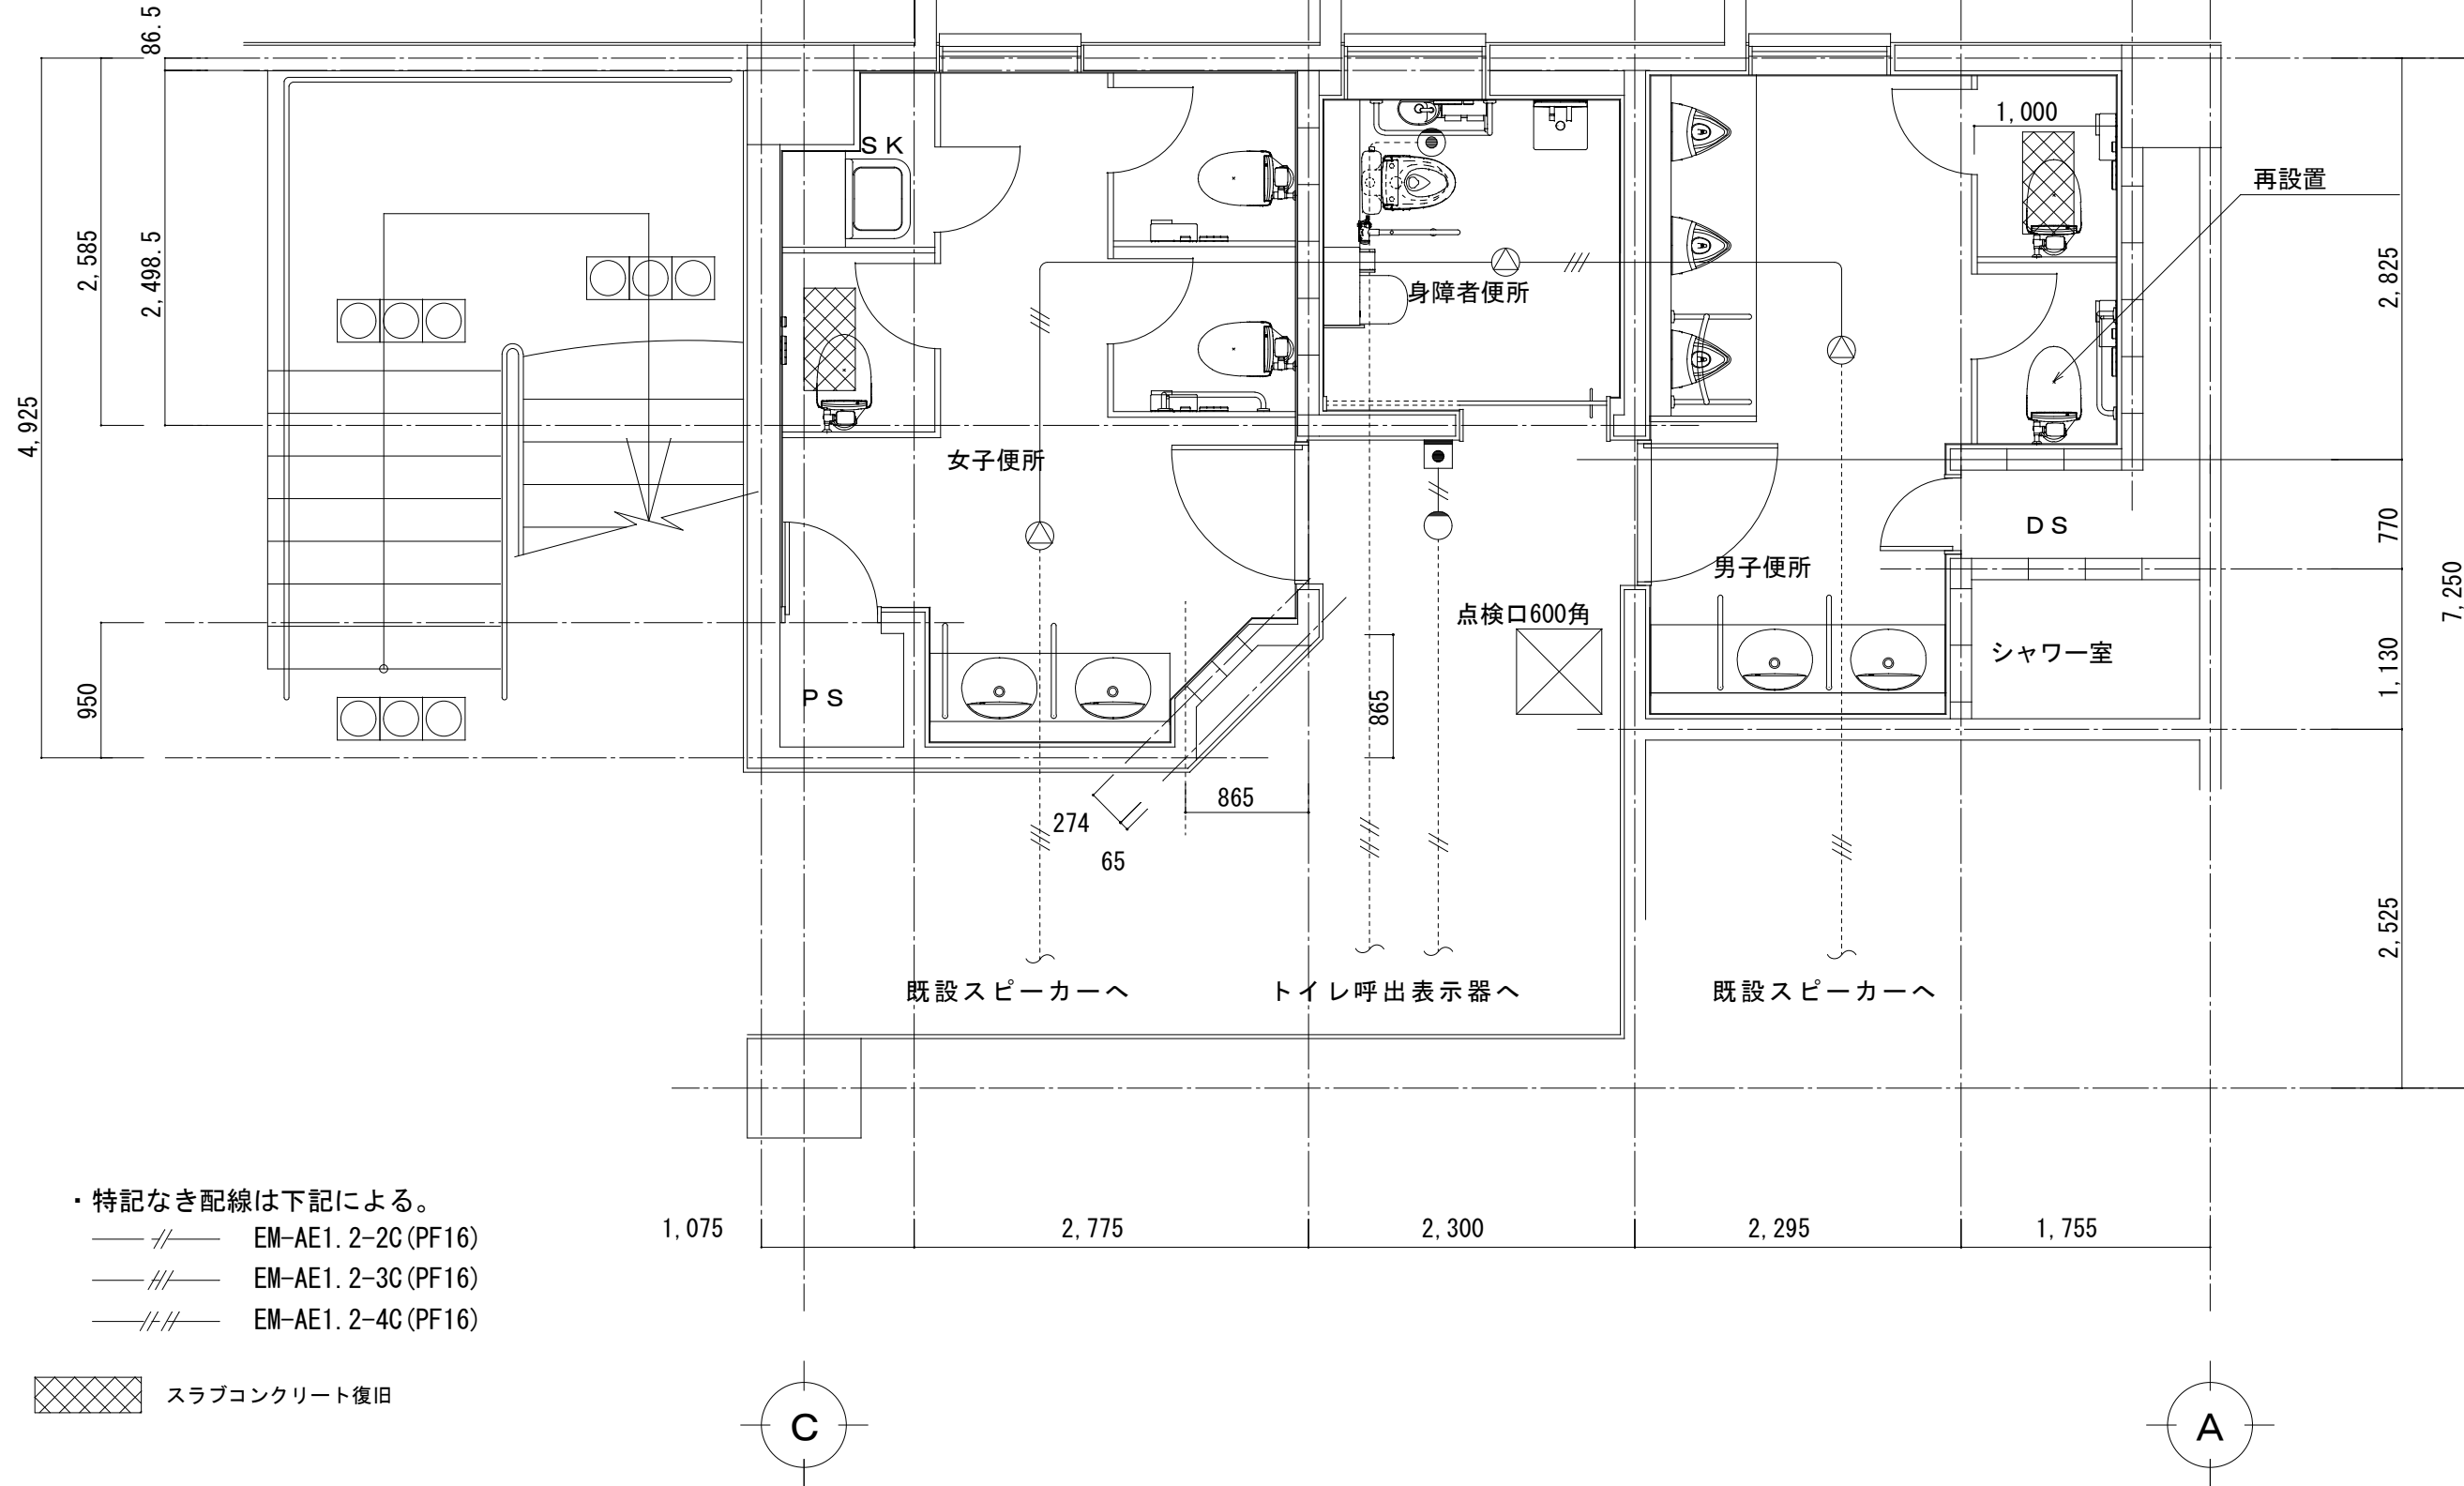 86.5
1,000
再設置
ＳＫ
2,585
2,498.5
2,825
身障者便所
4,925
女子便所
770
ＤＳ
男子便所
7,250
点検口600角
シャワー室
1,130
950
ＰＳ
865
865
274
65
2,525
既設スピーカーへ
トイレ呼出表示器へ
既設スピーカーへ
・特記なき配線は下記による。
EM-AE1.2-2C(PF16)
EM-AE1.2-3C(PF16)
EM-AE1.2-4C(PF16)
1,075
2,775
2,300
2,295
1,755
スラブコンクリート復旧
C
A